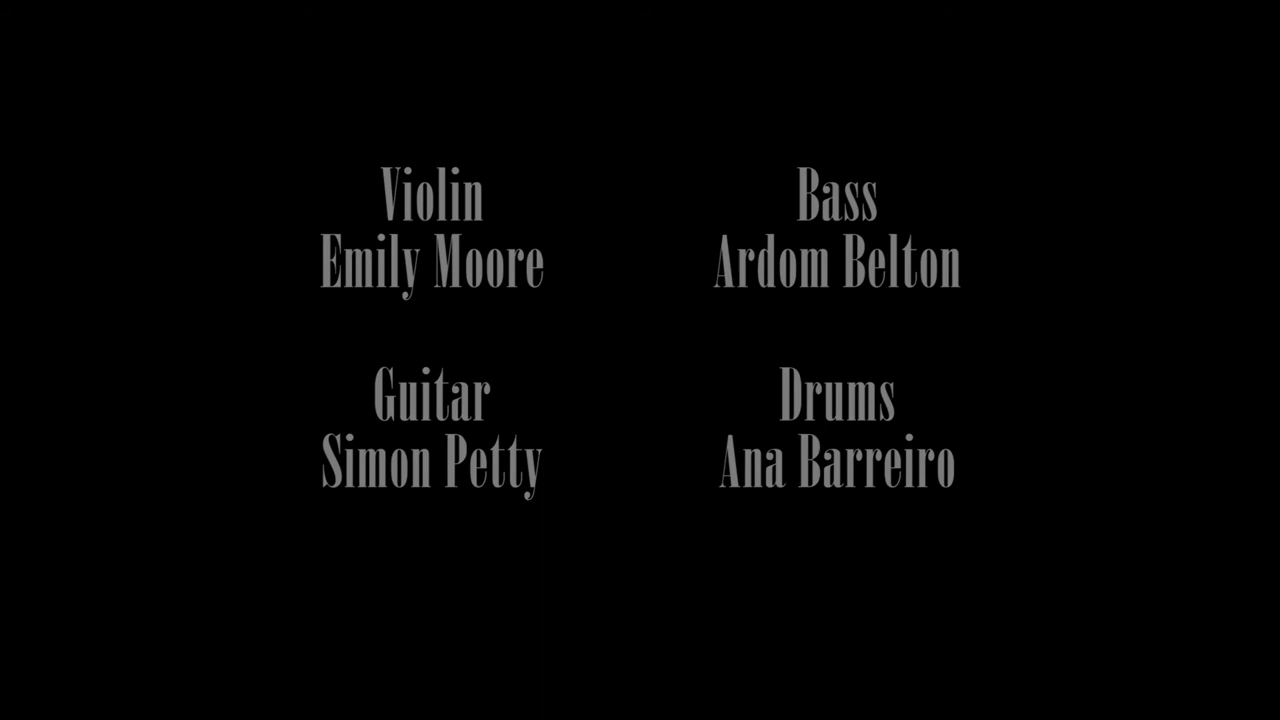 Violin
Emily Moore
Bass
Ardom Belton
Guitar
Simon Petty
Drums
Ana Barreiro